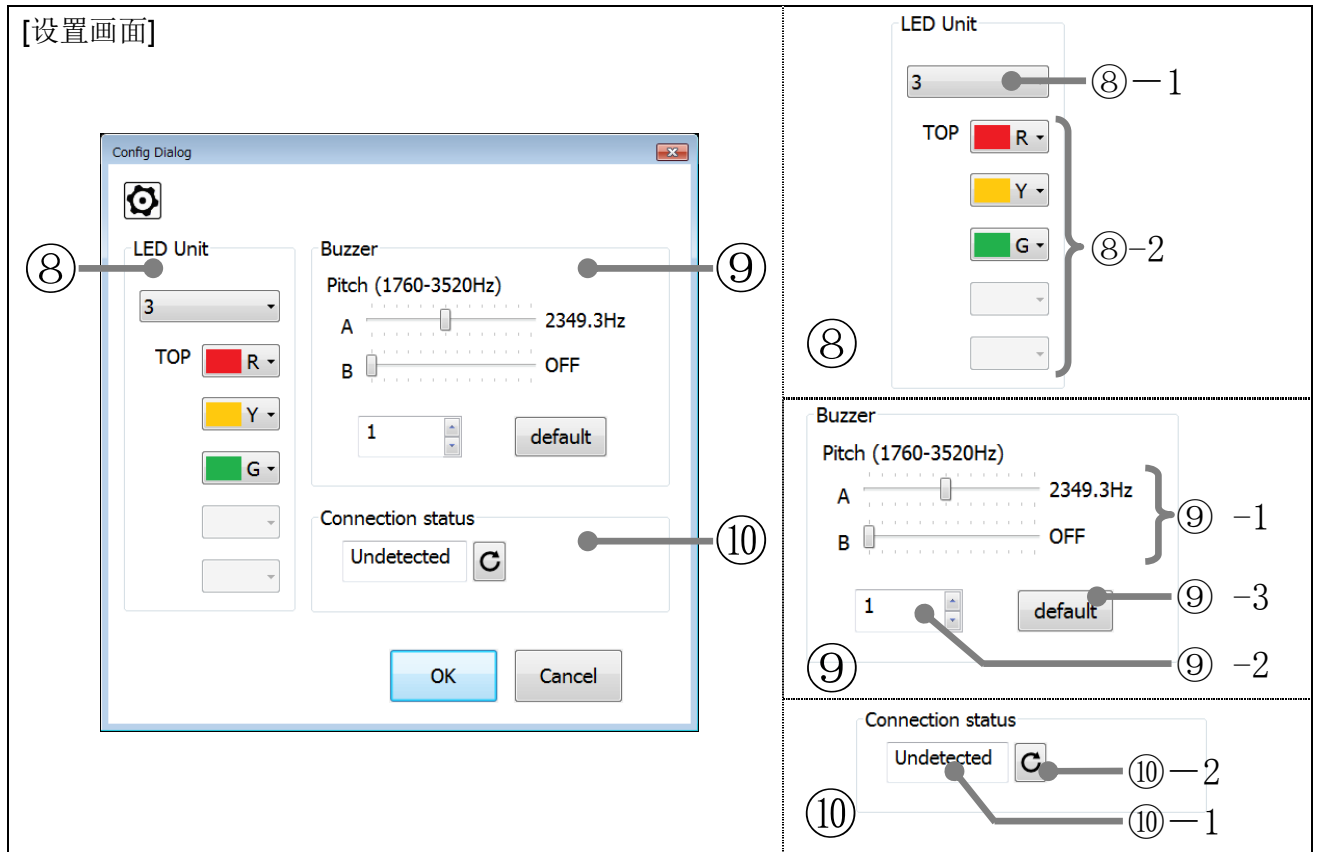 [设置画面]
Config Dialog
LED Unit
3
TOP
R
Y
G
Buzzer
Pitch (1760-3520Hz)
A
2349.3Hz
B
OFF
1
default
Connection status
Undetected
OK
Cancel
⑧
⑨
⑩
LED Unit
3
⑧-1
TOP
R
Y
G
⑧-2
⑧
Buzzer
Pitch (1760-3520Hz)
A
2349.3Hz
B
OFF
⑨ -1
1
default
⑨ -3
⑨ -2
⑨
Connection status
Undetected
⑩-2
⑩-1
⑩